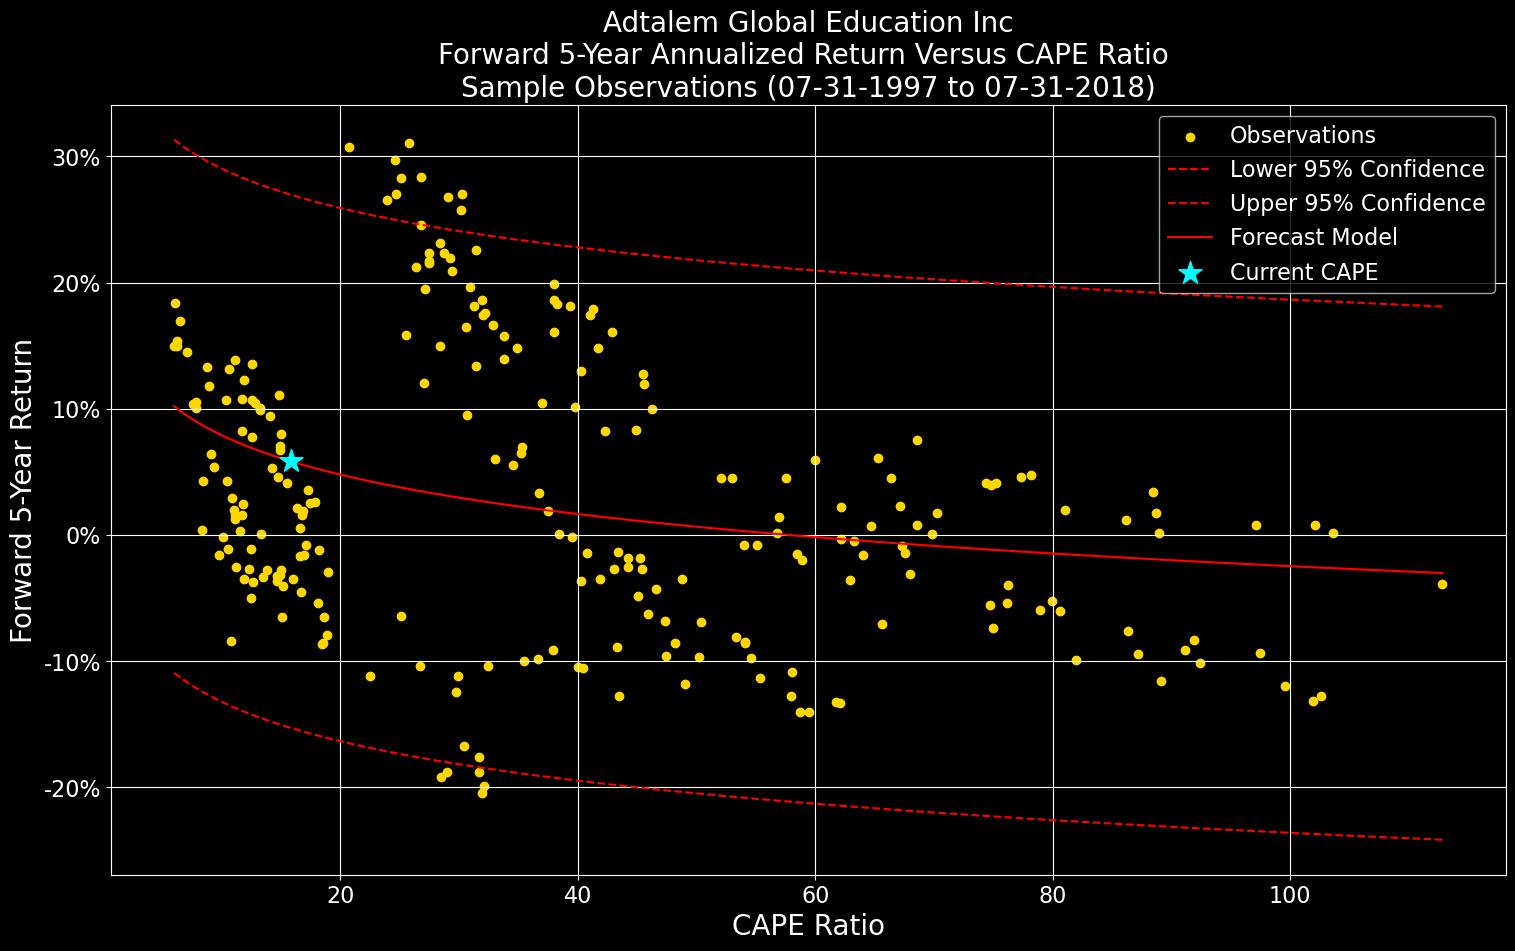 Adtalem Global Education Inc
Forward 5-Year Annualized Return Versus CAPE Ratio
Sample Observations (07-31-1997 to 07-31-2018)
Observations
Lower 95% Confidence
Upper 95% Confidence
Forecast Model
Current CAPE
Forward 5-Year Return
30%
20%
10%
0%
-10%
-20%
20 40 60 80 100
CAPE Ratio